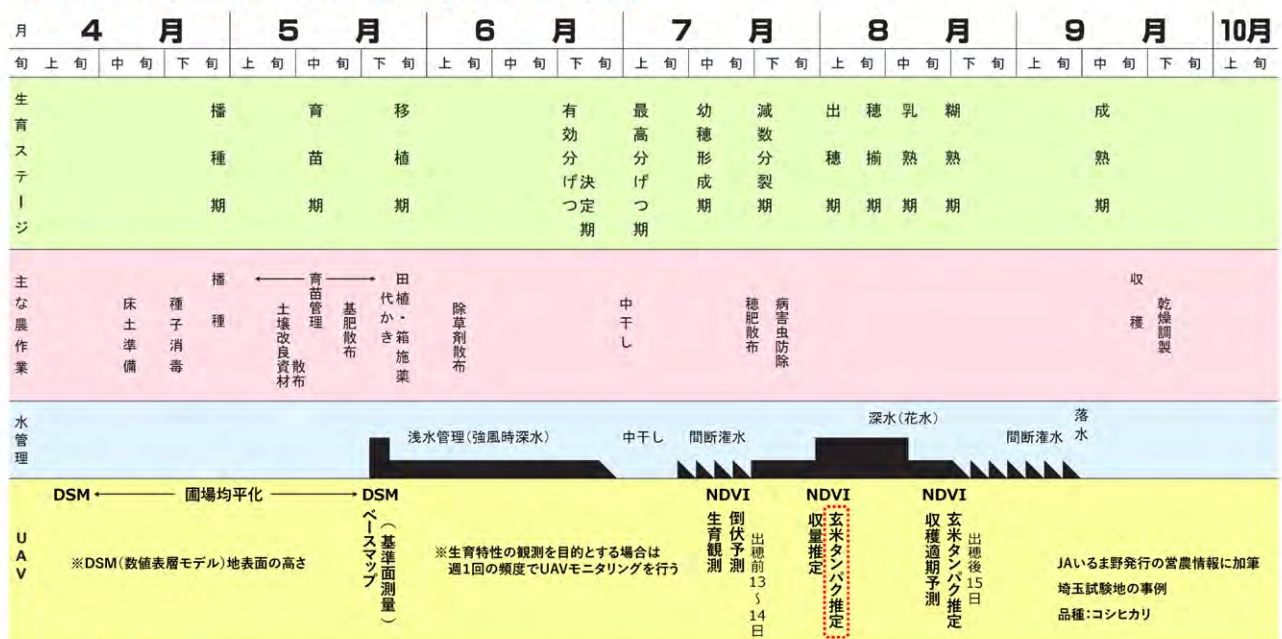 月 4月 5月 6月 7月 8月 9月 10月
旬 上旬 中旬 下旬 上旬 中旬 下旬 上旬 中旬 下旬 上旬 中旬 下旬 上旬 中旬 下旬 上旬 中旬 下旬 上旬
生育ステージ
播種期
育苗期
移植期
有効分げつ決定期
最高分げつ期
幼穂形成期
減数分裂期
出穂期
穂揃期
乳熟期
糊熟期
成熟期
主な農作業
床土準備
種子消毒
播種
土壌改良資材散布
育苗管理
基肥散布
代かき
田植・箱施薬
除草剤散布
中干し
穂肥散布
病害虫防除
収穫
乾燥調製
水管理
浅水管理(強風時深水)
中干し
間断灌水
深水(花水)
間断灌水
落水
UAV
DSM
圃場均平化
DSM
ベースマップ
(基準面測量)
※DSM(数値表層モデル)地表面の高さ
※生育特性の観測を目的とする場合は
週1回の頻度でUAVモニタリングを行う
NDVI
生育観測
倒伏予測
出穂前13〜14日
NDVI
収量推定
玄米タンパク推定
NDVI
収穫適期予測
玄米タンパク推定
出穂後15日
JAいるま野発行の営農情報に加筆
埼玉試験地の事例
品種:コシヒカリ